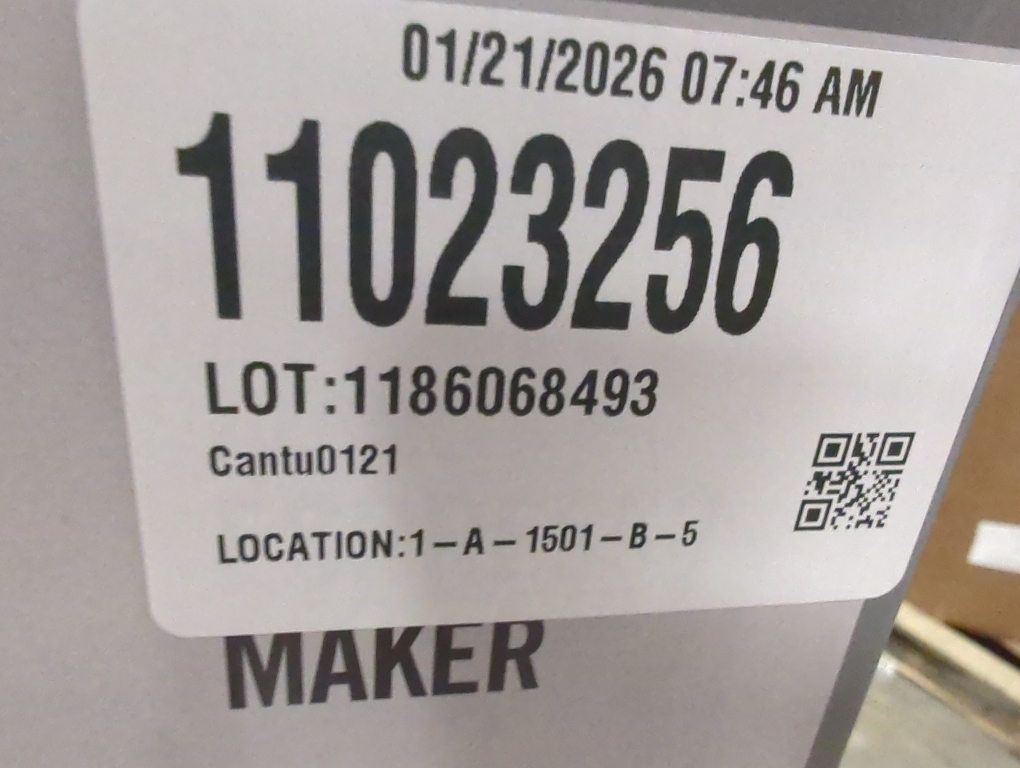 01/21/2026 07:46 AM
11023256
LOT:1186068493
Cantu0121
LOCATION:1-A-1501-B-5
MAKER